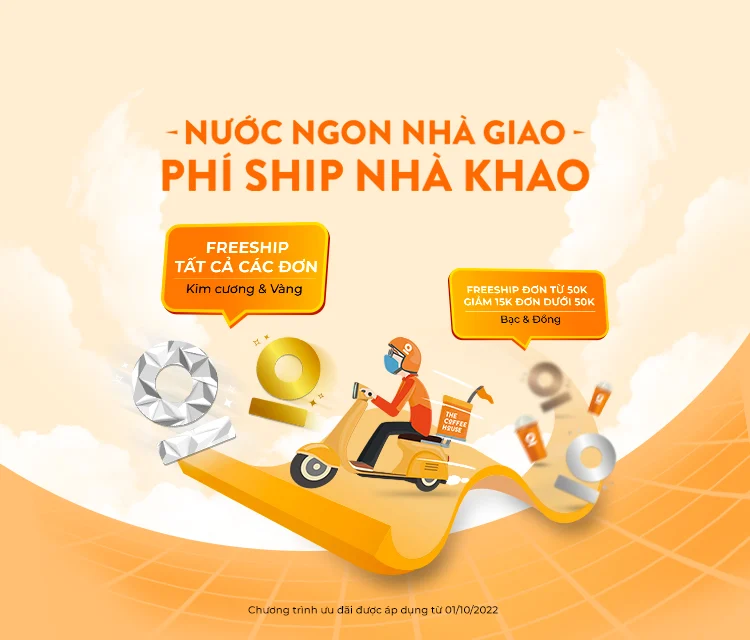 - NƯỚC NGON NHÀ GIAO -
PHÍ SHIP NHÀ KHAO
FREESHIP
TẤT CẢ CÁC ĐƠN
Kim cương & Vàng
FREESHIP ĐƠN TỪ 50K
GIẢM 15K ĐƠN DƯỚI 50K
Bạc & Đồng
THE
COFFEE
HOUSE
Chương trình ưu đãi được áp dụng từ 01/10/2022